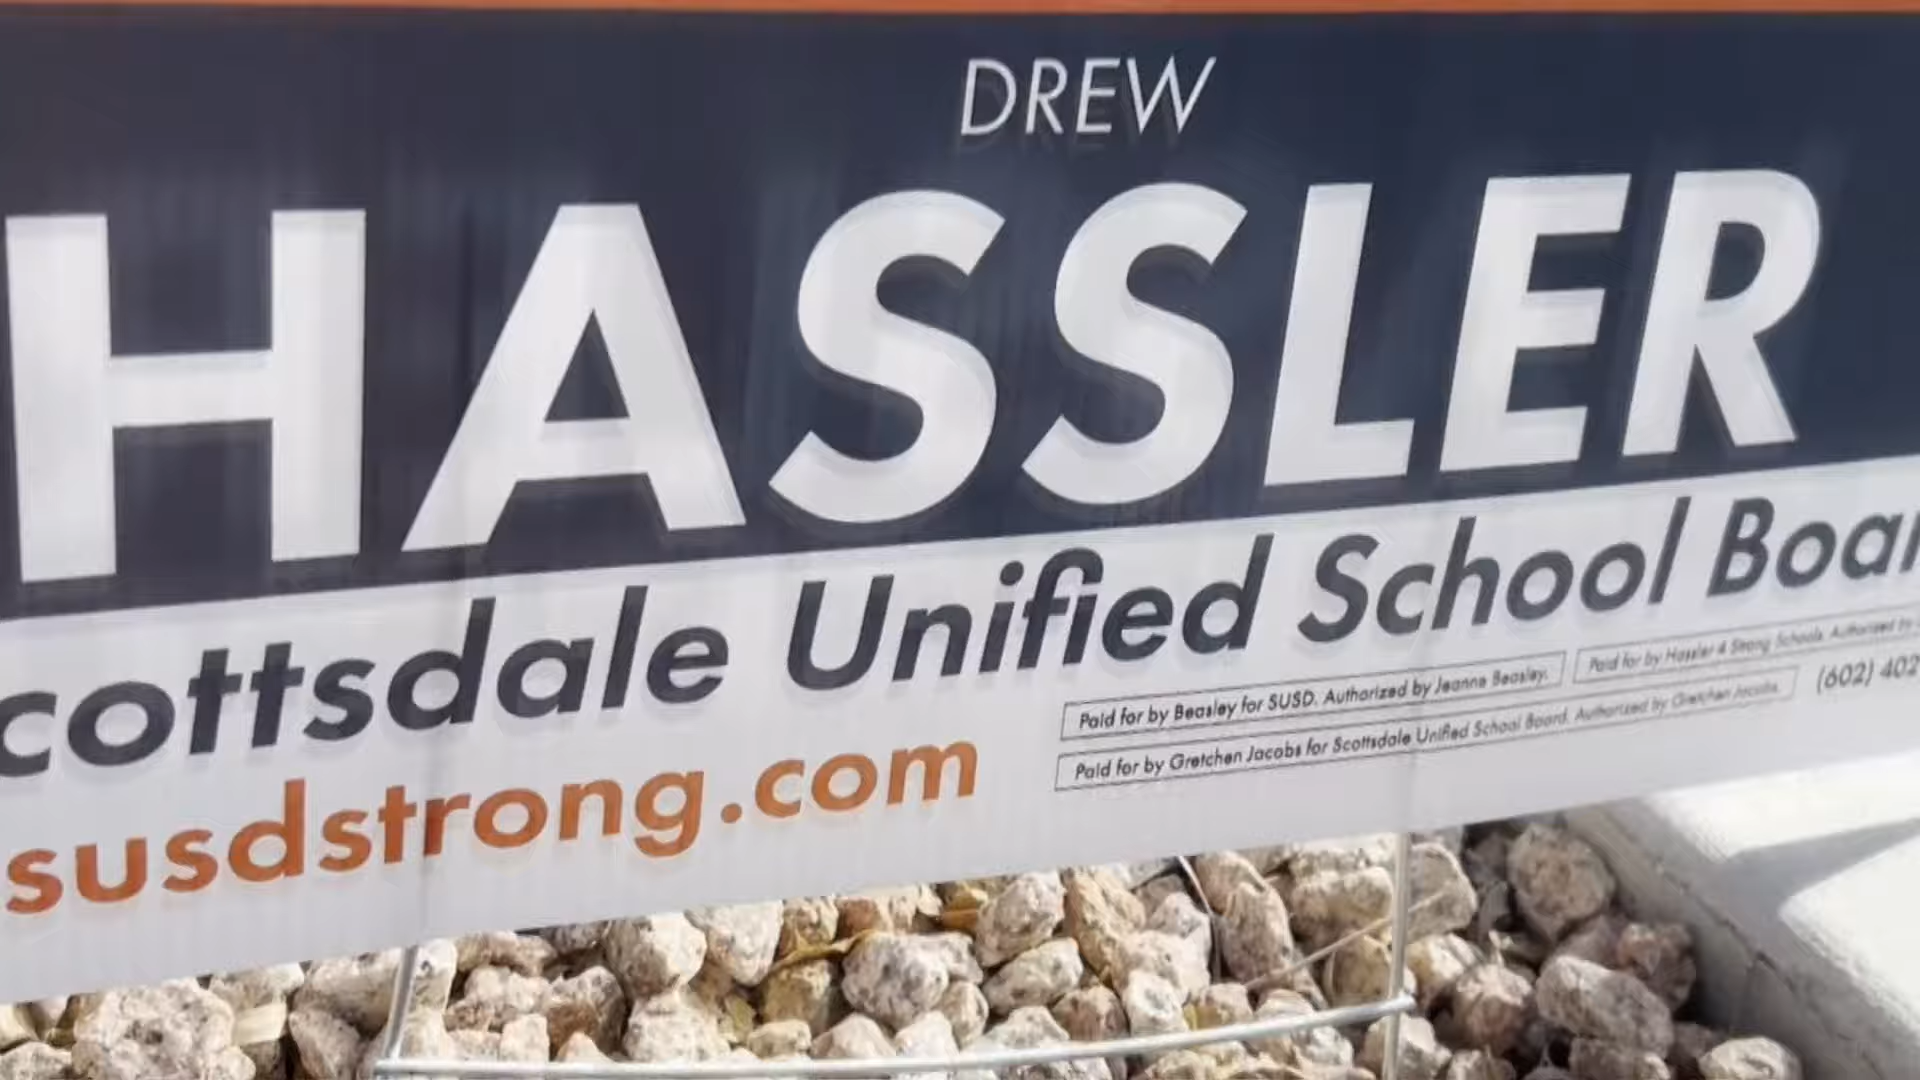 DREW
HASSLER
cottsdale Unified School Boar
susdstrong.com
Paid for by Beasley for SUSD. Authorized by Jeanne Beasley.
Paid for by Hassler 4 Strong Schools. Authorized by
Paid for by Gretchen Jacobs for Scottsdale Unified School Board. Authorized by Gretchen Jacobs.
(602) 402